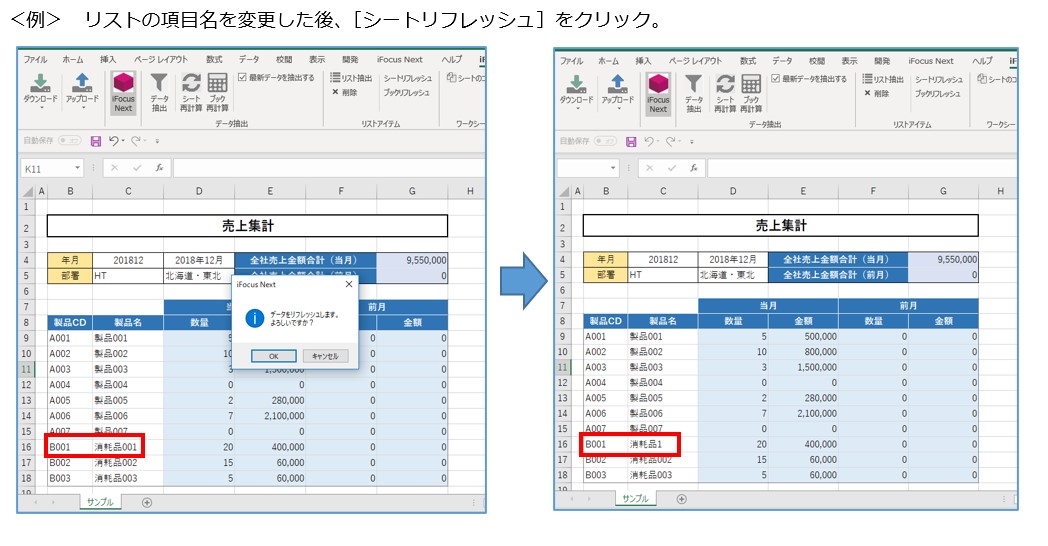 ＜例＞　リストの項目名を変更した後、［シートリフレッシュ］をクリック。
ファイル ホーム 挿入 ページ レイアウト 数式 データ 校閲 表示 開発 iFocus Next ヘルプ
ダウンロード アップロード iFocus Next データ抽出 シート再計算 ブック再計算 最新データを抽出する リスト抽出 シートリフレッシュ シートのコ
削除 ブックリフレッシュ
データ抽出 リストアイテム ワークシー
自動保存 オフ
K11 fx
A B C D E F G H
1
2 売上集計
3
4 年月 201812 2018年12月 全社売上金額合計（当月） 9,550,000
5 部署 HT 北海道・東北 0
6
7 前月
8 製品CD 製品名 数量 金額
9 A001 製品001 0 0
10 A002 製品002 10 0 0
11 A003 製品003 3 1,500,000 0 0
12 A004 製品004 0 0 0 0
13 A005 製品005 2 280,000 0 0
14 A006 製品006 7 2,100,000 0 0
15 A007 製品007 0 0 0 0
16 B001 消耗品001 20 400,000 0 0
17 B002 消耗品002 15 60,000 0 0
18 B003 消耗品003 5 60,000 0 0
19
サンプル
iFocus Next
データをリフレッシュします。
よろしいですか？
OK キャンセル
ファイル ホーム 挿入 ページ レイアウト 数式 データ 校閲 表示 開発 iFocus Next ヘルプ
ダウンロード アップロード iFocus Next データ抽出 シート再計算 ブック再計算 最新データを抽出する リスト抽出 シートリフレッシュ シートのコ
削除 ブックリフレッシュ
データ抽出 リストアイテム ワークシー
自動保存 オフ
fx
A B C D E F G H
1
2 売上集計
3
4 年月 201812 2018年12月 全社売上金額合計（当月） 9,550,000
5 部署 HT 北海道・東北 全社売上金額合計（前月） 0
6
7 当月 前月
8 製品CD 製品名 数量 金額 数量 金額
9 A001 製品001 5 500,000 0 0
10 A002 製品002 10 800,000 0 0
11 A003 製品003 3 1,500,000 0 0
12 A004 製品004 0 0 0 0
13 A005 製品005 2 280,000 0 0
14 A006 製品006 7 2,100,000 0 0
15 A007 製品007 0 0 0 0
16 B001 消耗品1 20 400,000 0 0
17 B002 消耗品002 15 60,000 0 0
18 B003 消耗品003 5 60,000 0 0
19
サンプル